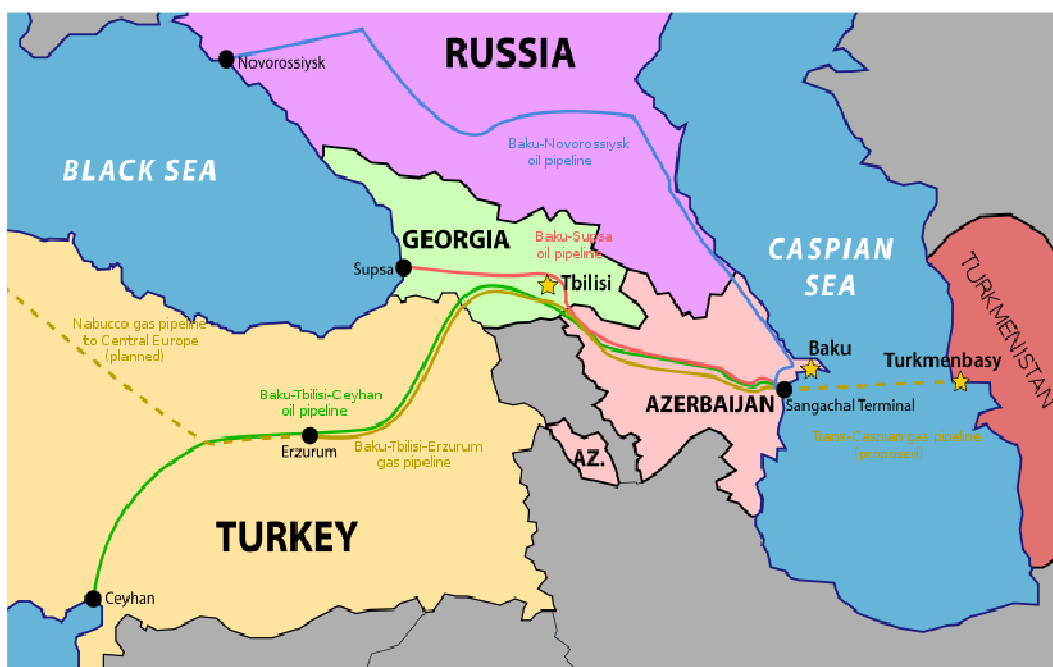 RUSSIA
Novorossiysk
Baku-Novorossiysk
oil pipeline
BLACK SEA
GEORGIA
Baku-Supsa
oil pipeline
CASPIAN
SEA
TURKMENISTAN
Supsa
Tbilisi
Nabucco gas pipeline
to Central Europe
(planned)
Baku
Turkmenbasy
Baku-Tbilisi-Ceyhan
oil pipeline
AZERBAIJAN
Sangachal Terminal
Erzurum
Baku-Tbilisi-Erzurum
gas pipeline
AZ.
Trans-Caspian gas pipeline
(proposed)
TURKEY
Ceyhan